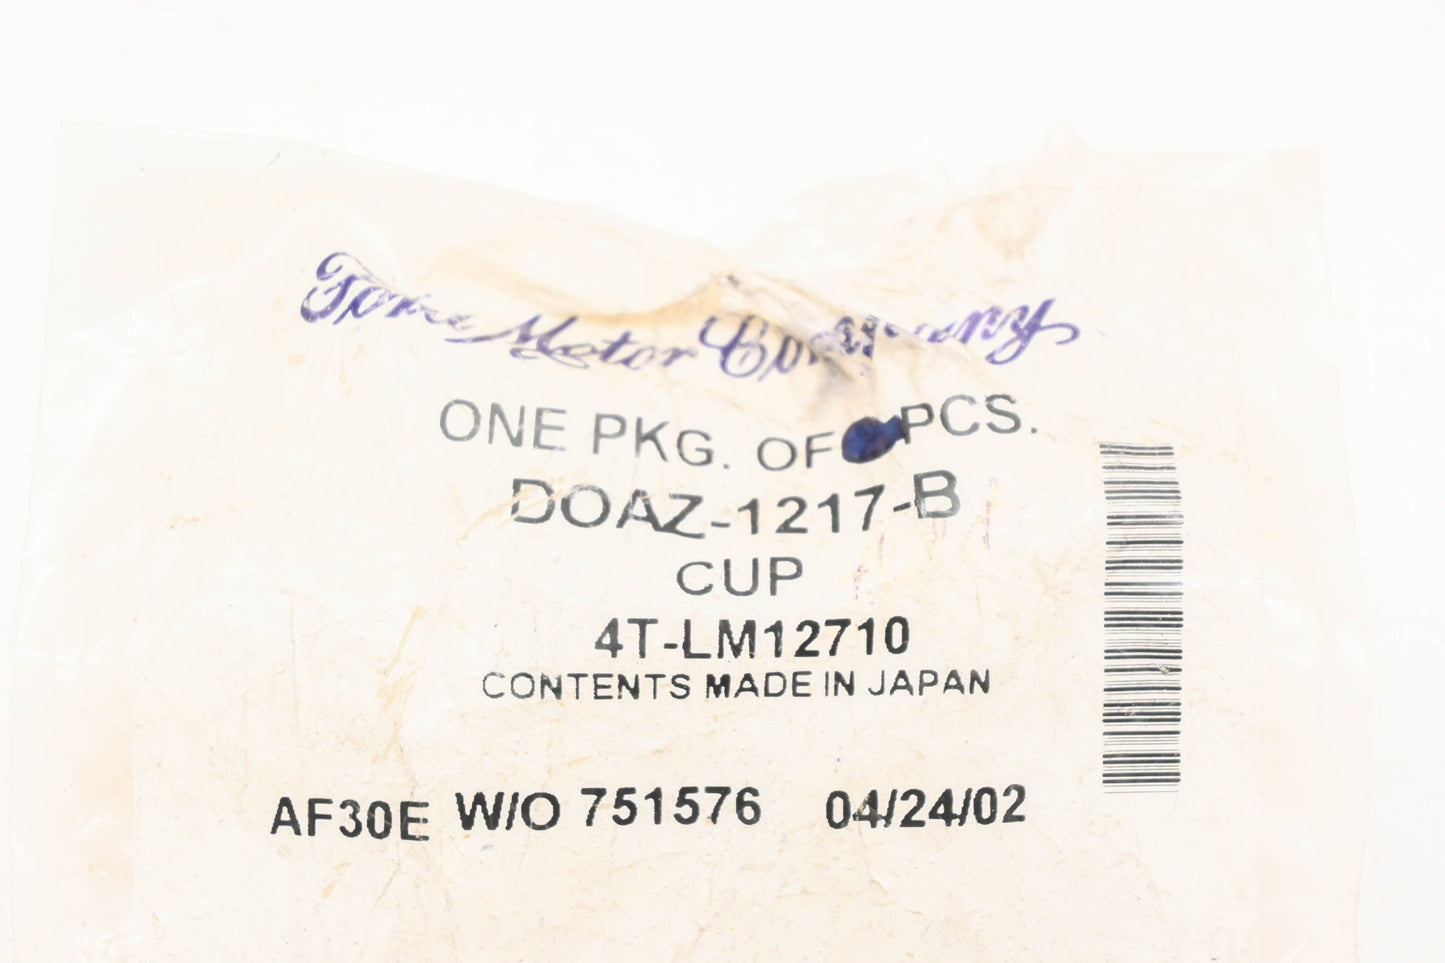 Ford Motor Company
ONE PKG. OF PCS.
DOAZ-1217-B
CUP
4T-LM12710
CONTENTS MADE IN JAPAN
AF30E W/O 751576 04/24/02